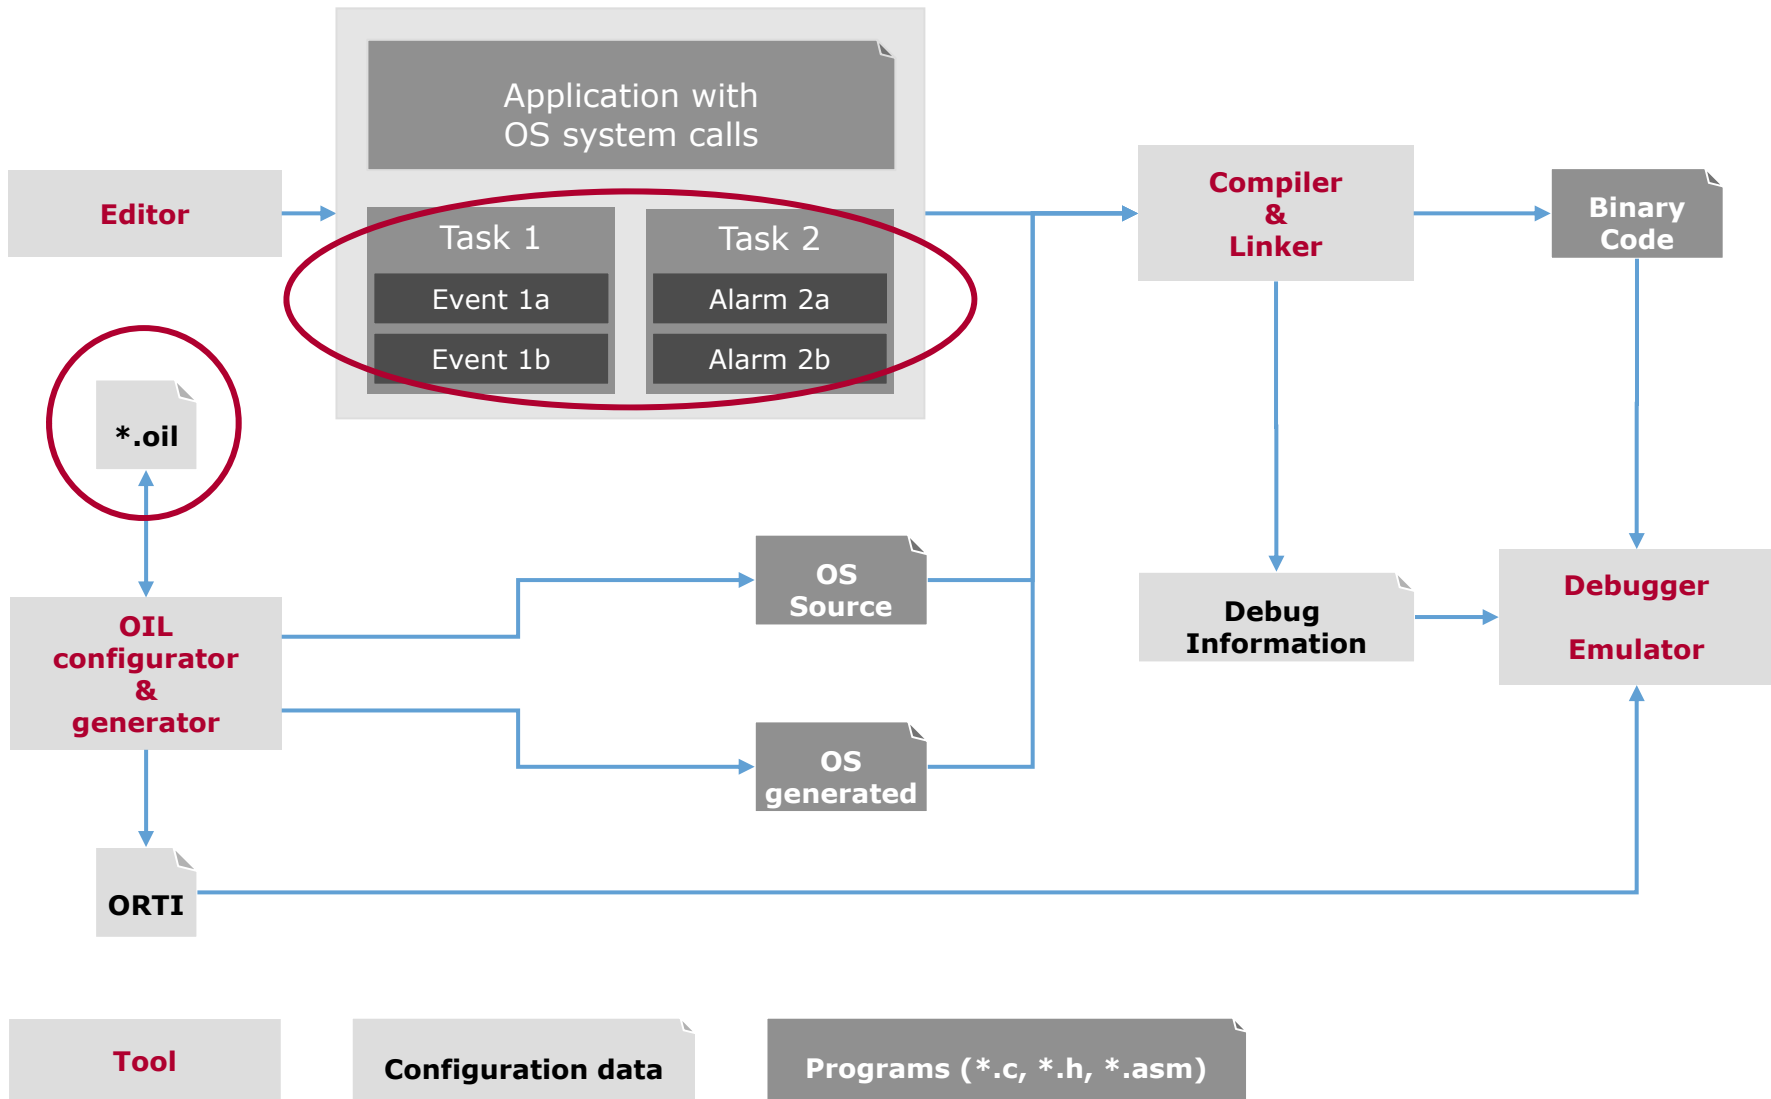 Application with
OS system calls
Editor
Task 1
Event 1a
Event 1b
Task 2
Alarm 2a
Alarm 2b
Compiler
&
Linker
Binary
Code
*.oil
OIL
configurator
&
generator
OS
Source
OS
generated
Debug
Information
Debugger
Emulator
ORTI
Tool
Configuration data
Programs (*.c, *.h, *.asm)